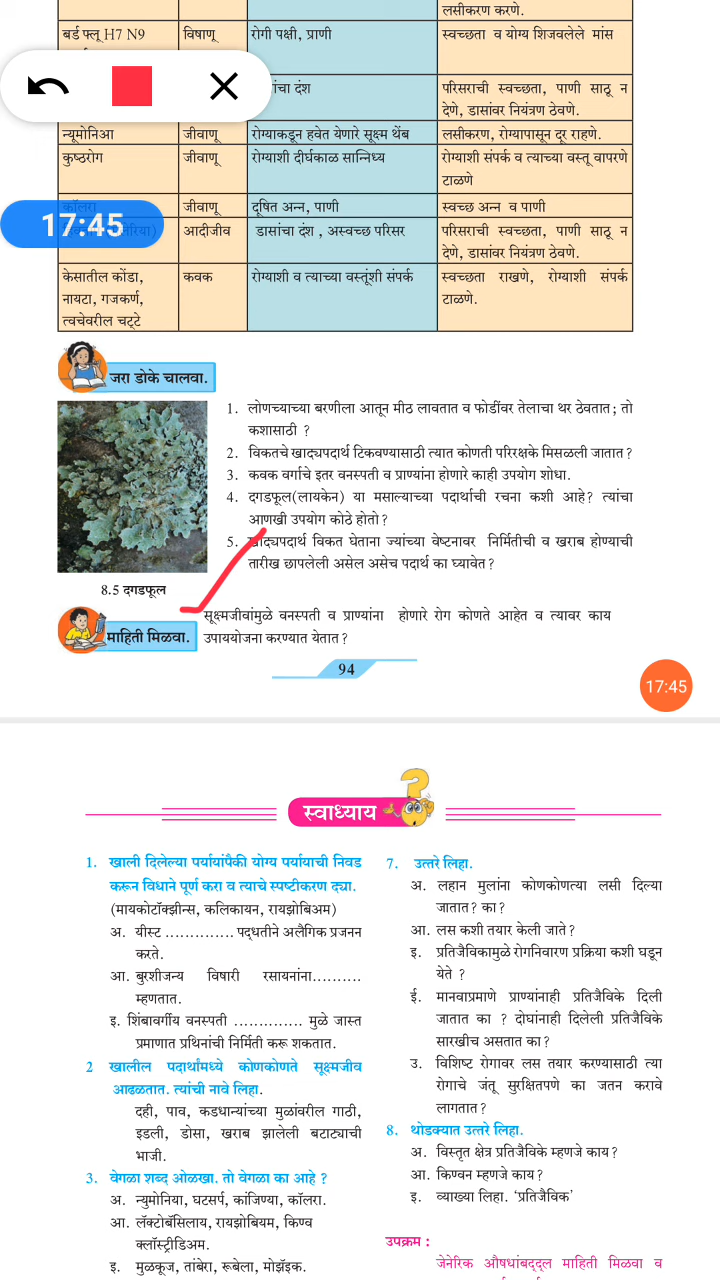 लसीकरण करणे.
बर्ड फ्लू H7 N9 विषाणू रोगी पक्षी, प्राणी स्वच्छता व योग्य शिजवलेले मांस
ांचा दंश परिसराची स्वच्छता, पाणी साठू न
देणे, डासांवर नियंत्रण ठेवणे.
न्यूमोनिआ जीवाणू रोग्याकडून हवेत येणारे सूक्ष्म थेंब लसीकरण, रोग्यापासून दूर राहणे.
कुष्ठरोग जीवाणू रोग्याशी दीर्घकाळ सान्निध्य रोग्याशी संपर्क व त्याच्या वस्तू वापरणे
टाळणे
कॉलरा जीवाणू दूषित अन्न, पाणी स्वच्छ अन्न व पाणी
17:45
आदीजीव डासांचा दंश , अस्वच्छ परिसर परिसराची स्वच्छता, पाणी साठू न
देणे, डासांवर नियंत्रण ठेवणे.
केसातील कोंडा, कवक रोग्याशी व त्याच्या वस्तूंशी संपर्क स्वच्छता राखणे, रोग्याशी संपर्क
नायटा, गजकर्ण, टाळणे.
त्वचेवरील चट्टे
जरा डोके चालवा.
1. लोणच्याच्या बरणीला आतून मीठ लावतात व फोडींवर तेलाचा थर ठेवतात; तो
कशासाठी ?
2. विकतचे खाद्यपदार्थ टिकवण्यासाठी त्यात कोणती परिरक्षके मिसळली जातात?
3. कवक वर्गाचे इतर वनस्पती व प्राण्यांना होणारे काही उपयोग शोधा.
4. दगडफूल(लायकेन) या मसाल्याच्या पदार्थाची रचना कशी आहे? त्यांचा
आणखी उपयोग कोठे होतो?
5. खाद्यपदार्थ विकत घेताना ज्यांच्या वेष्टनावर निर्मितीची व खराब होण्याची
तारीख छापलेली असेल असेच पदार्थ का घ्यावेत?
8.5 दगडफूल
माहिती मिळवा.
सूक्ष्मजीवांमुळे वनस्पती व प्राण्यांना होणारे रोग कोणते आहेत व त्यावर काय
उपाययोजना करण्यात येतात?
94
17:45
स्वाध्याय
1. खाली दिलेल्या पर्यायांपैकी योग्य पर्यायाची निवड
करून विधाने पूर्ण करा व त्याचे स्पष्टीकरण द्या.
(मायकोटॉक्झीन्स, कलिकायन, रायझोबिअम)
अ. यीस्ट .............. पद्धतीने अलैंगिक प्रजनन
करते.
आ. बुरशीजन्य विषारी रसायनांना..........
म्हणतात.
इ. शिंबावर्गीय वनस्पती .............. मुळे जास्त
प्रमाणात प्रथिनांची निर्मिती करू शकतात.
2 खालील पदार्थांमध्ये कोणकोणते सूक्ष्मजीव
आढळतात. त्यांची नावे लिहा.
दही, पाव, कडधान्यांच्या मुळांवरील गाठी,
इडली, डोसा, खराब झालेली बटाट्याची
भाजी.
3. वेगळा शब्द ओळखा. तो वेगळा का आहे ?
अ. न्युमोनिया, घटसर्प, कांजिण्या, कॉलरा.
आ. लॅक्टोबॅसिलाय, रायझोबियम, किण्व
क्लॉस्ट्रीडिअम.
इ. मुळकूज, तांबेरा, रूबेला, मोझॅइक.
7. उत्तरे लिहा.
अ. लहान मुलांना कोणकोणत्या लसी दिल्या
जातात? का?
आ. लस कशी तयार केली जाते?
इ. प्रतिजैविकामुळे रोगनिवारण प्रक्रिया कशी घडून
येते ?
ई. मानवाप्रमाणे प्राण्यांनाही प्रतिजैविके दिली
जातात का ? दोघांनाही दिलेली प्रतिजैविके
सारखीच असतात का?
उ. विशिष्ट रोगावर लस तयार करण्यासाठी त्या
रोगाचे जंतू सुरक्षितपणे का जतन करावे
लागतात?
8. थोडक्यात उत्तरे लिहा.
अ. विस्तृत क्षेत्र प्रतिजैविके म्हणजे काय?
आ. किण्वन म्हणजे काय?
इ. व्याख्या लिहा. ‘प्रतिजैविक’
उपक्रम :
जेनेरिक औषधांबद्दल माहिती मिळवा व